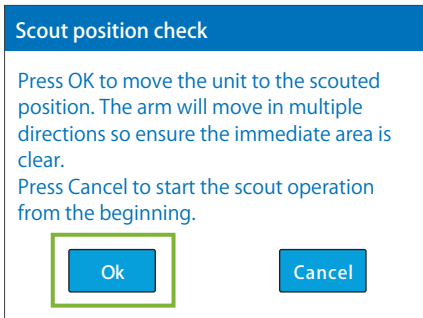 Scout position check
Press OK to move the unit to the scouted
position. The arm will move in multiple
directions so ensure the immediate area is
clear.
Press Cancel to start the scout operation
from the beginning.
Ok Cancel